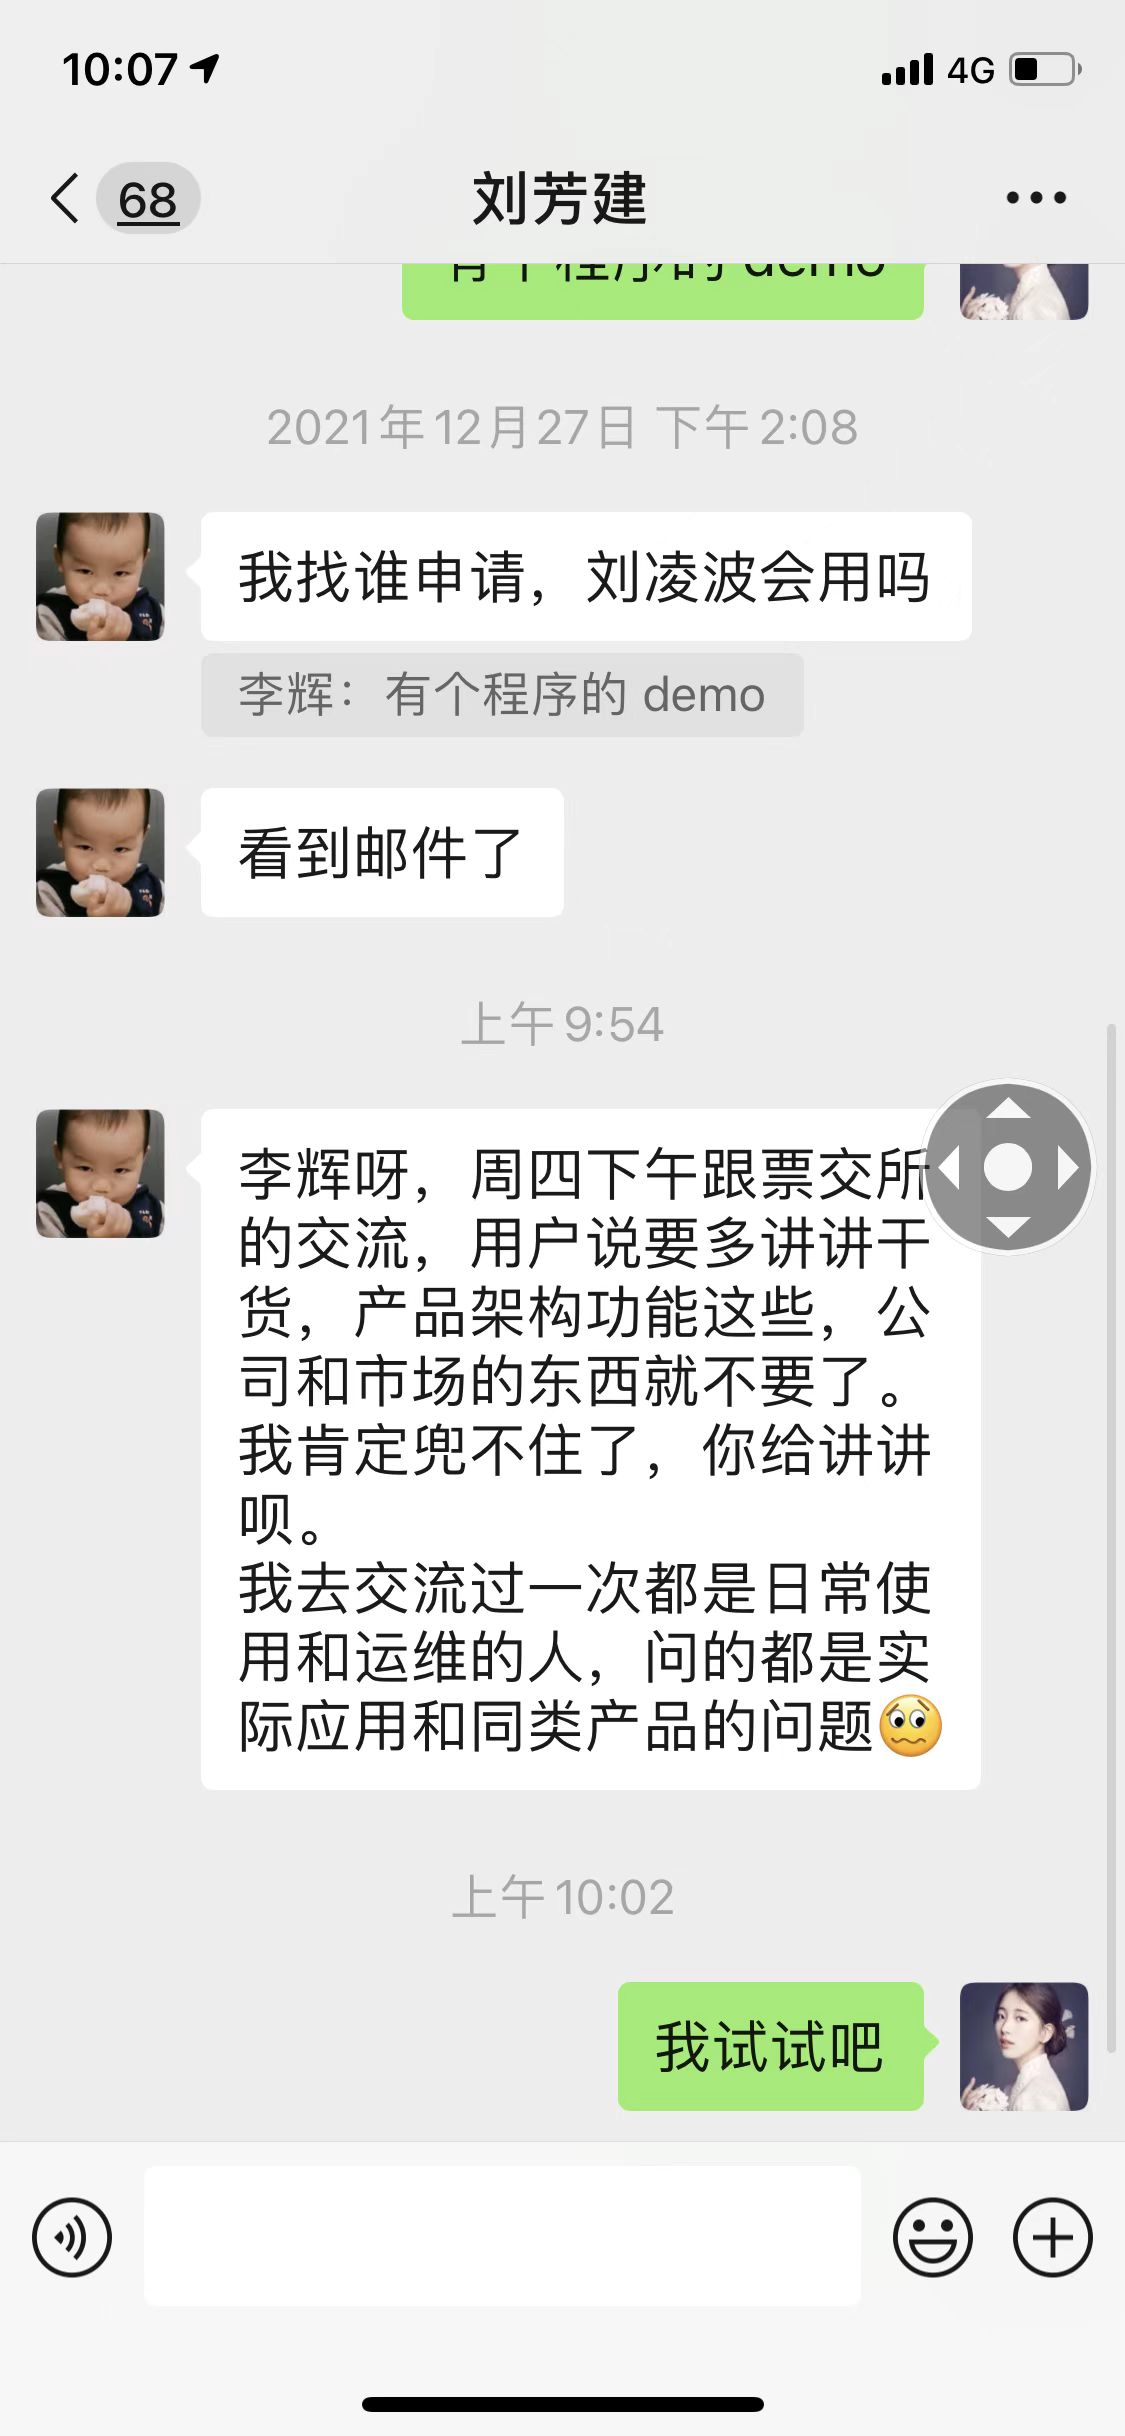 10:07
4G
68
刘芳建
有个程序的 demo
2021年12月27日 下午2:08
我找谁申请，刘凌波会用吗
李辉：有个程序的 demo
看到邮件了
上午9:54
李辉呀，周四下午跟票交所
的交流，用户说要多讲讲干
货，产品架构功能这些，公
司和市场的东西就不要了。
我肯定兜不住了，你给讲讲
呗。
我去交流过一次都是日常使
用和运维的人，问的都是实
际应用和同类产品的问题🥴
上午10:02
我试试吧